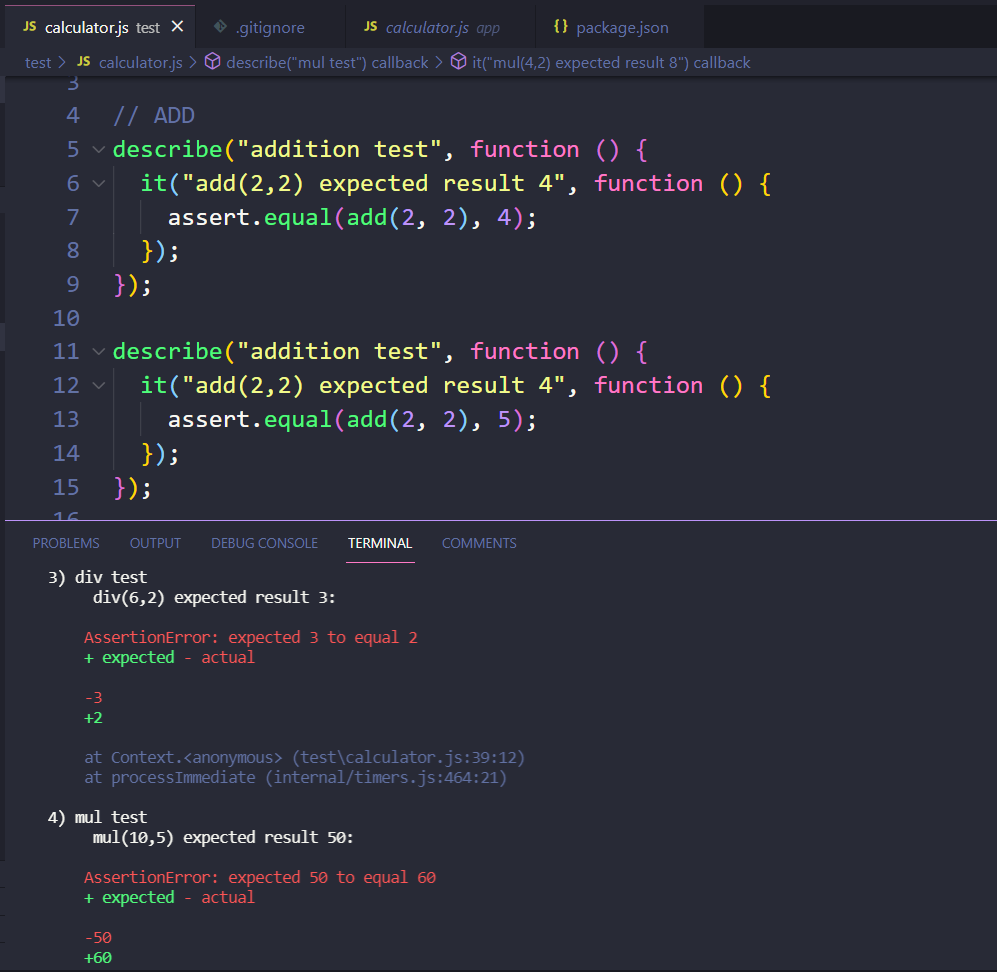 JS calculator.js test × .gitignore JS calculator.js app {} package.json
test > JS calculator.js > describe("mul test") callback > it("mul(4,2) expected result 8") callback
3
4 // ADD
5 describe("addition test", function () {
6 it("add(2,2) expected result 4", function () {
7 assert.equal(add(2, 2), 4);
8 });
9 });
10
11 describe("addition test", function () {
12 it("add(2,2) expected result 4", function () {
13 assert.equal(add(2, 2), 5);
14 });
15 });
16
PROBLEMS OUTPUT DEBUG CONSOLE TERMINAL COMMENTS
3) div test
div(6,2) expected result 3:
AssertionError: expected 3 to equal 2
+ expected - actual
-3
+2
at Context.<anonymous> (test\calculator.js:39:12)
at processImmediate (internal/timers.js:464:21)
4) mul test
mul(10,5) expected result 50:
AssertionError: expected 50 to equal 60
+ expected - actual
-50
+60